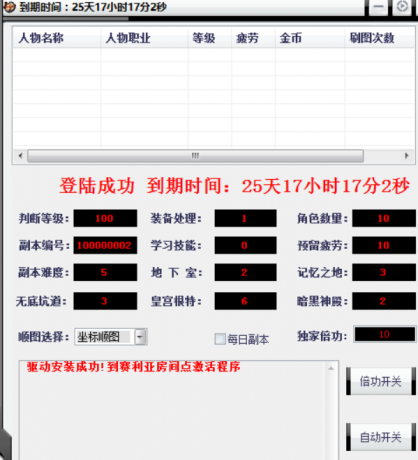 到期时间：25天17小时17分2秒
人物名称 人物职业 等级 疲劳 金币 刷图次数
登陆成功 到期时间：25天17小时17分2秒
判断等级： 100 装备处理： 1 角色数量： 10
副本编号： 100000002 学习技能： 0 预留疲劳： 10
副本难度： 5 地 下 室： 2 记忆之地： 3
无底坑道： 3 皇宫根特： 6 暗黑神殿： 2
顺图选择： 坐标顺图 每日副本 独家倍功： 10
驱动安装成功!到赛利亚房间点激活程序
倍功开关
自动开关